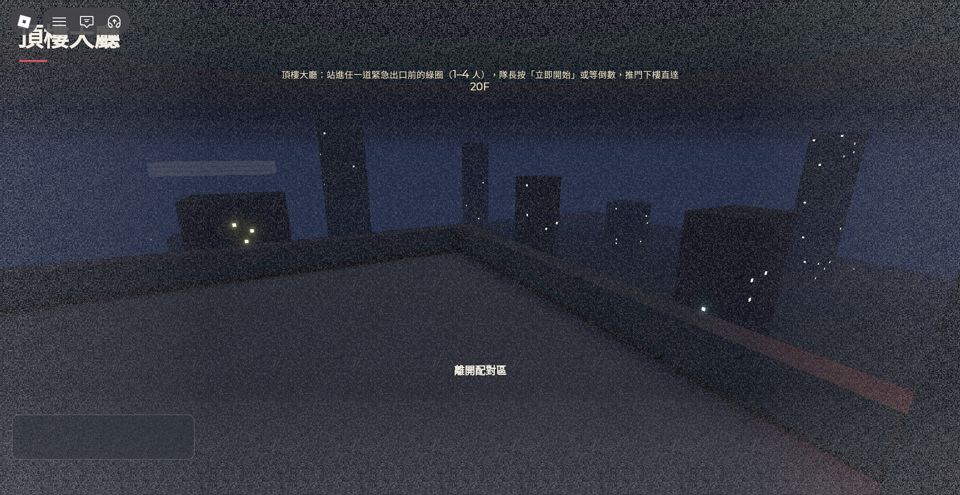 頂樓大廳
頂樓大廳：站進任一道緊急出口前的綠圈（1–4 人），隊長按「立即開始」或等倒數，推門下樓直達
20F
離開配對區